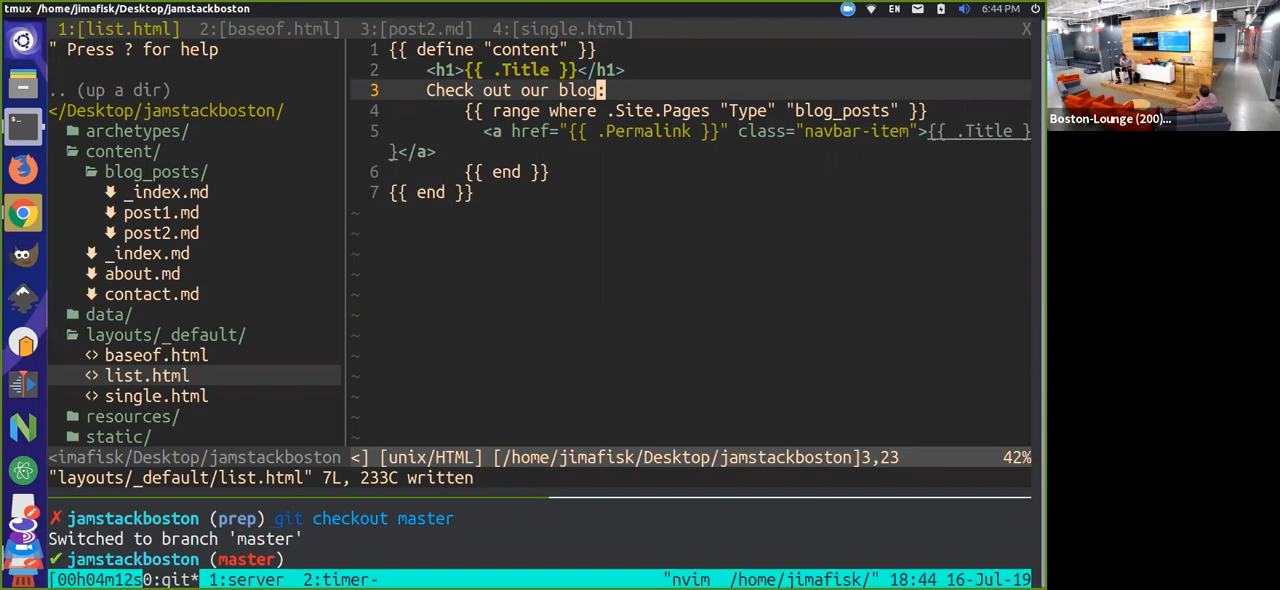 tmux /home/jimafisk/jamstackboston
EN 6:44 PM
1:[list.html] 2:[baseof.html] 3:[post2.md] 4:[single.html] X
" Press ? for help
.. (up a dir)
</Desktop/jamstackboston/
archetypes/
content/
blog_posts/
_index.md
post1.md
post2.md
_index.md
about.md
contact.md
data/
layouts/_default/
baseof.html
list.html
single.html
resources/
static/
1 {{ define "content" }}
2 <h1>{{ .Title }}</h1>
3 Check out our blog:
4 {{ range where .Site.Pages "Type" "blog_posts" }}
5 <a href="{{ .Permalink }}" class="navbar-item">{{ .Title }
}</a>
6 {{ end }}
7 {{ end }}
~
~
~
~
~
~
~
~
~
~
~
~
<imafisk/Desktop/jamstackboston <] [unix/HTML] [/home/jimafisk/Desktop/jamstackboston]3,23 42%
"layouts/_default/list.html" 7L, 233C written
✗ jamstackboston (prep) git checkout master
Switched to branch 'master'
✔ jamstackboston (master)
[00h04m12s0:git* 1:server 2:timer- "nvim /home/jimafisk/" 18:44 16-Jul-19
Boston-Lounge (200)...